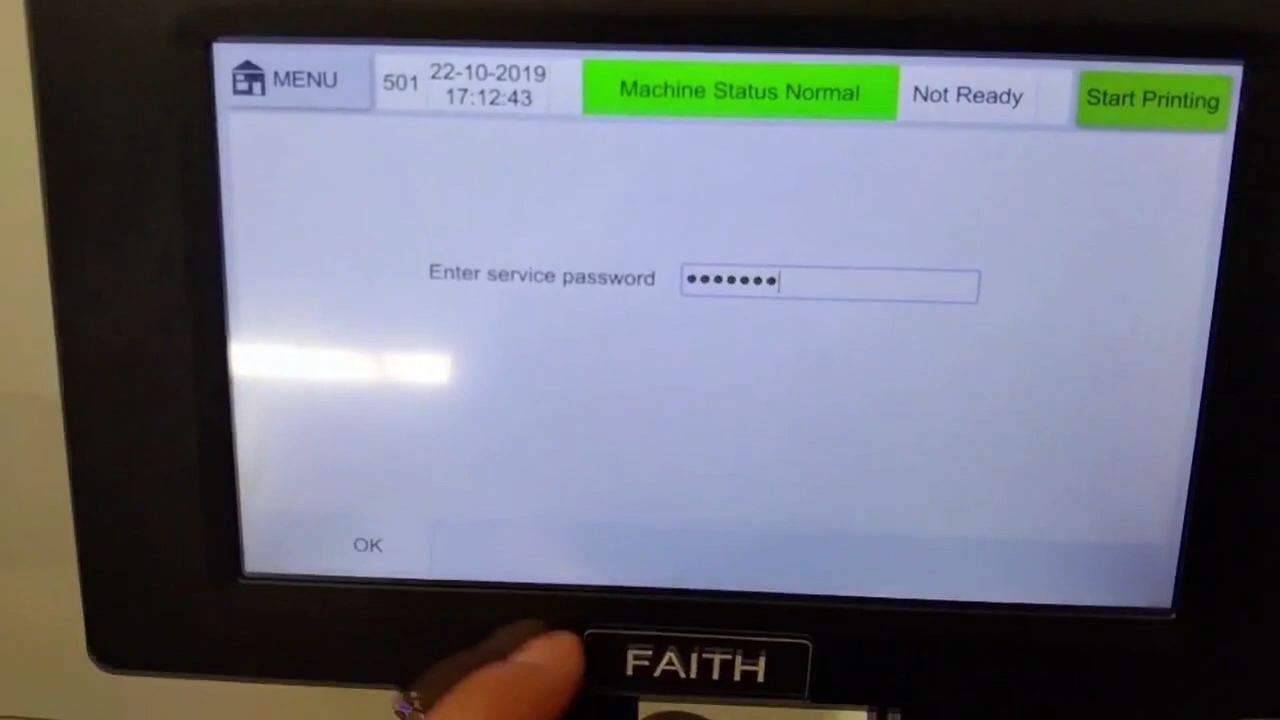 MENU
501
22-10-2019
17:12:43
Machine Status Normal
Not Ready
Start Printing
Enter service password
•••••••
OK
FAITH